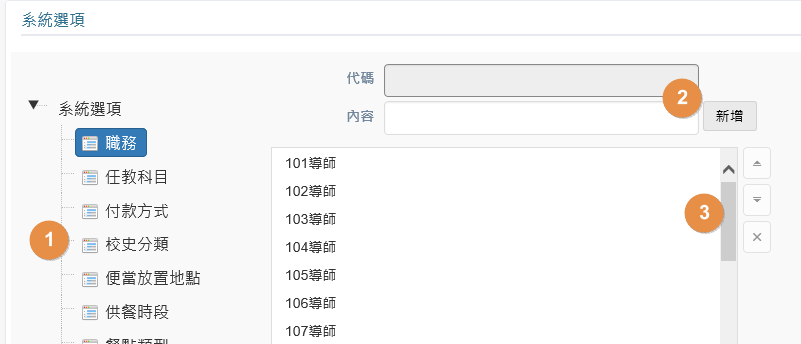 系統選項
代碼
內容
新增
2
系統選項
職務
任教科目
付款方式
校史分類
便當放置地點
供餐時段
餐點類型
1
101導師
102導師
103導師
104導師
105導師
106導師
107導師
3